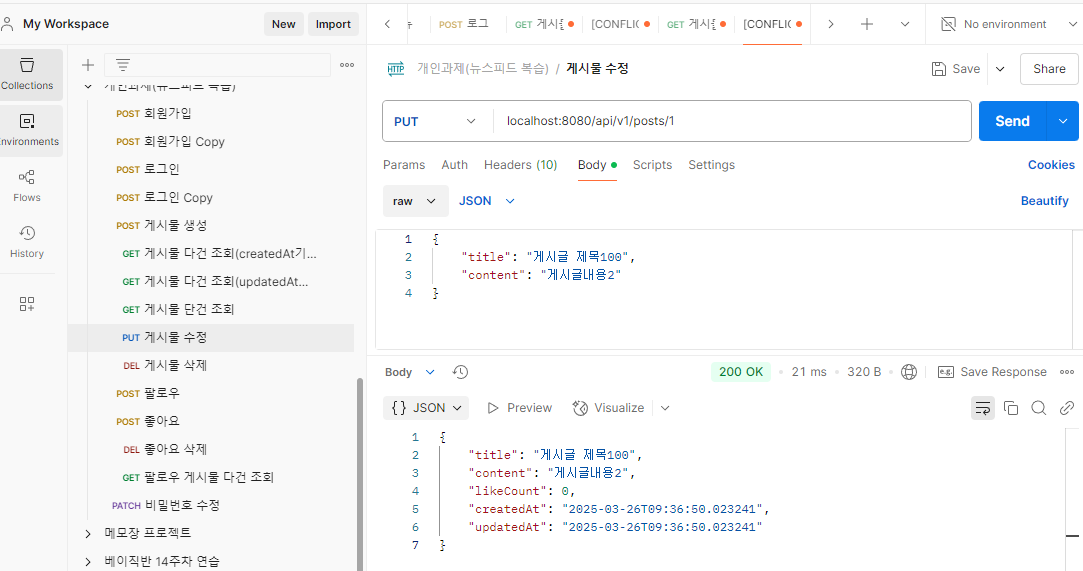 My Workspace
New
Import
POST 로그
GET 게시글
[CONFLIC
GET 게시글
[CONFLIC
No environment
Collections
Environments
Flows
History
개인과제(뉴스피드 복습)
POST 회원가입
POST 회원가입 Copy
POST 로그인
POST 로그인 Copy
POST 게시물 생성
GET 게시물 다건 조회(createdAt기...
GET 게시물 다건 조회(updatedAt...
GET 게시물 단건 조회
PUT 게시물 수정
DEL 게시물 삭제
POST 팔로우
POST 좋아요
DEL 좋아요 삭제
GET 팔로우 게시물 다건 조회
PATCH 비밀번호 수정
메모장 프로젝트
베이직반 14주차 연습
HTTP 개인과제(뉴스피드 복습) / 게시물 수정
Save
Share
PUT
localhost:8080/api/v1/posts/1
Send
Params Auth Headers (10) Body Scripts Settings
Cookies
raw
JSON
Beautify
1 {
2 "title": "게시글 제목100",
3 "content": "게시글내용2"
4 }
Body
200 OK • 21 ms • 320 B •
e.g. Save Response
{} JSON
Preview
Visualize
1 {
2 "title": "게시글 제목100",
3 "content": "게시글내용2",
4 "likeCount": 0,
5 "createdAt": "2025-03-26T09:36:50.023241",
6 "updatedAt": "2025-03-26T09:36:50.023241"
7 }